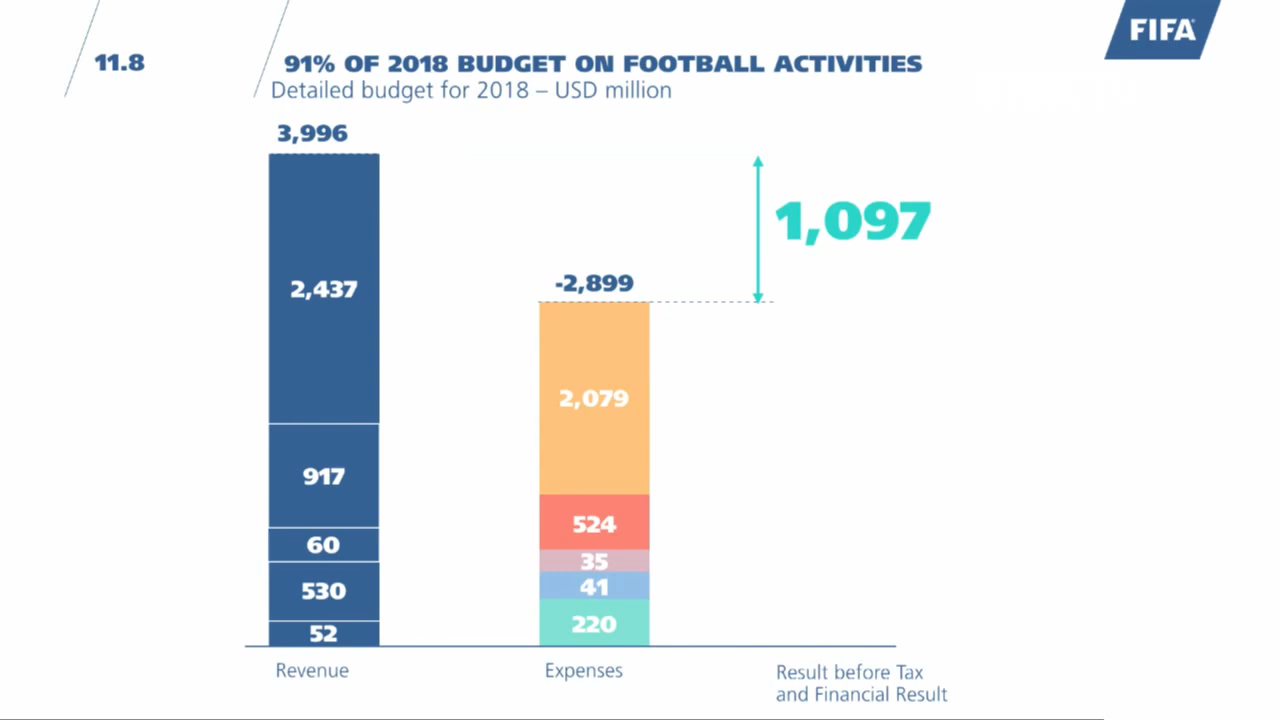 FIFA
11.8
91% OF 2018 BUDGET ON FOOTBALL ACTIVITIES
Detailed budget for 2018 – USD million
3,996
2,437
917
60
530
52
-2,899
2,079
524
35
41
220
1,097
Revenue
Expenses
Result before Tax
and Financial Result